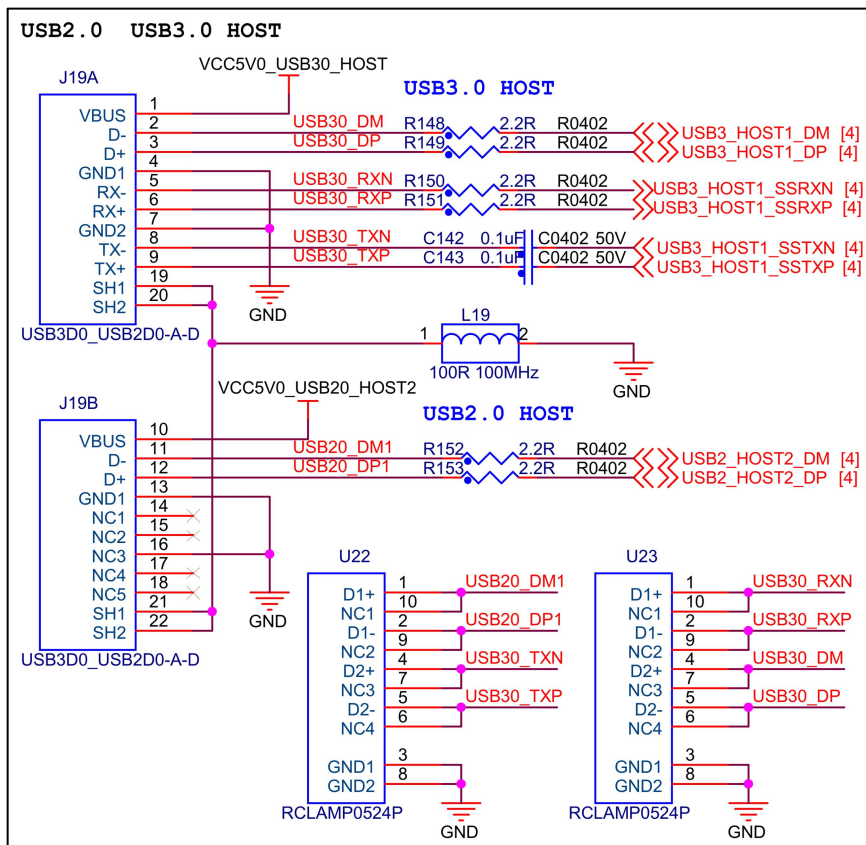 USB2.0 USB3.0 HOST
VCC5V0_USB30_HOST
J19A
USB3.0 HOST
VBUS 1
D- 2 USB30_DM R148 2.2R R0402 USB3_HOST1_DM [4]
D+ 3 USB30_DP R149 2.2R R0402 USB3_HOST1_DP [4]
GND1 4
RX- 5 USB30_RXN R150 2.2R R0402 USB3_HOST1_SSRXN [4]
RX+ 6 USB30_RXP R151 2.2R R0402 USB3_HOST1_SSRXP [4]
GND2 7
TX- 8 USB30_TXN C142 0.1uF C0402 50V USB3_HOST1_SSTXN [4]
TX+ 9 USB30_TXP C143 0.1uF C0402 50V USB3_HOST1_SSTXP [4]
SH1 19
SH2 20
GND
USB3D0_USB2D0-A-D
L19
1 2
100R 100MHz
GND
VCC5V0_USB20_HOST2
J19B
USB2.0 HOST
VBUS 10
D- 11 USB20_DM1 R152 2.2R R0402 USB2_HOST2_DM [4]
D+ 12 USB20_DP1 R153 2.2R R0402 USB2_HOST2_DP [4]
GND1 13
NC1 14
NC2 15
NC3 16
NC4 17
NC5 18
SH1 21
SH2 22
GND
USB3D0_USB2D0-A-D
U22
D1+ 1 USB20_DM1
NC1 10
D1- 2 USB20_DP1
NC2 9
D2+ 4 USB30_TXN
NC3 7
D2- 5 USB30_TXP
NC4 6
GND1 3
GND2 8
RCLAMP0524P
GND
U23
D1+ 1 USB30_RXN
NC1 10
D1- 2 USB30_RXP
NC2 9
D2+ 4 USB30_DM
NC3 7
D2- 5 USB30_DP
NC4 6
GND1 3
GND2 8
RCLAMP0524P
GND